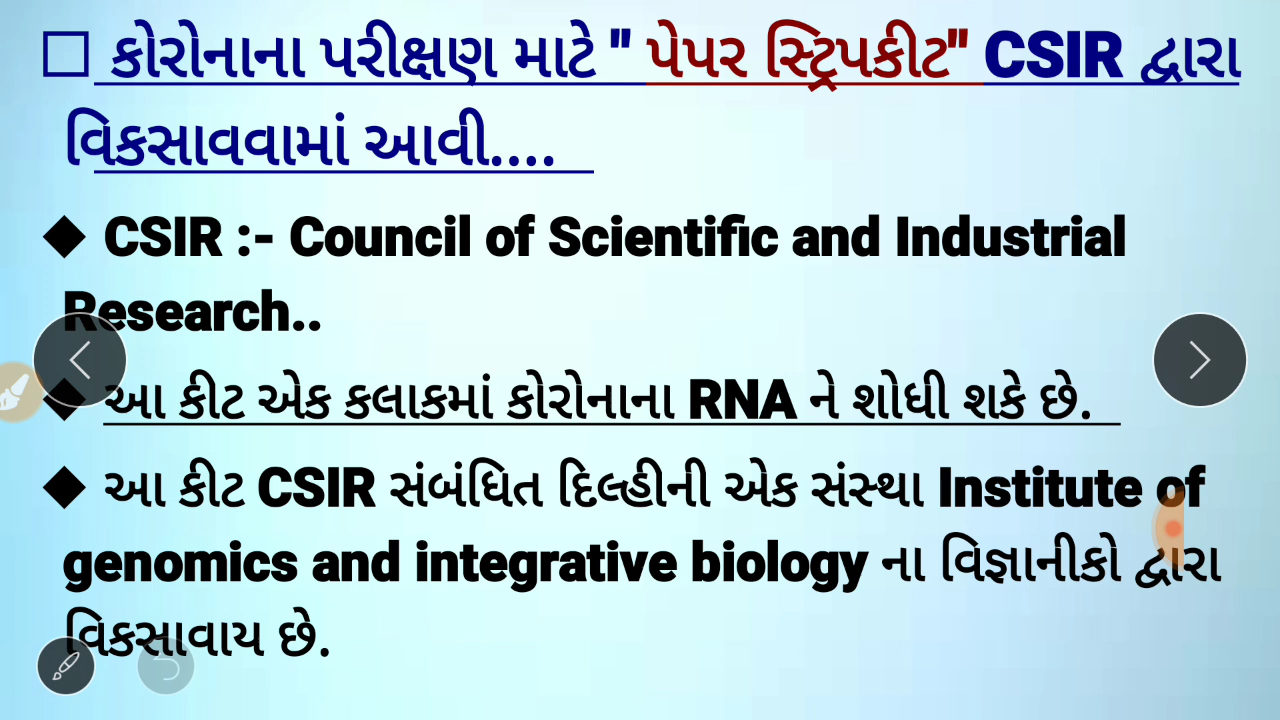 □ કોરોનાના પરીક્ષણ માટે " પેપર સ્ટ્રિપકીટ" CSIR દ્વારા
વિકસાવવામાં આવી....
◆ CSIR :- Council of Scientific and Industrial
Research..
◆ આ કીટ એક કલાકમાં કોરોનાના RNA ને શોધી શકે છે.
◆ આ કીટ CSIR સંબંધિત દિલ્હીની એક સંસ્થા Institute of
genomics and integrative biology ના વિજ્ઞાનીકો દ્વારા
વિકસાવાય છે.